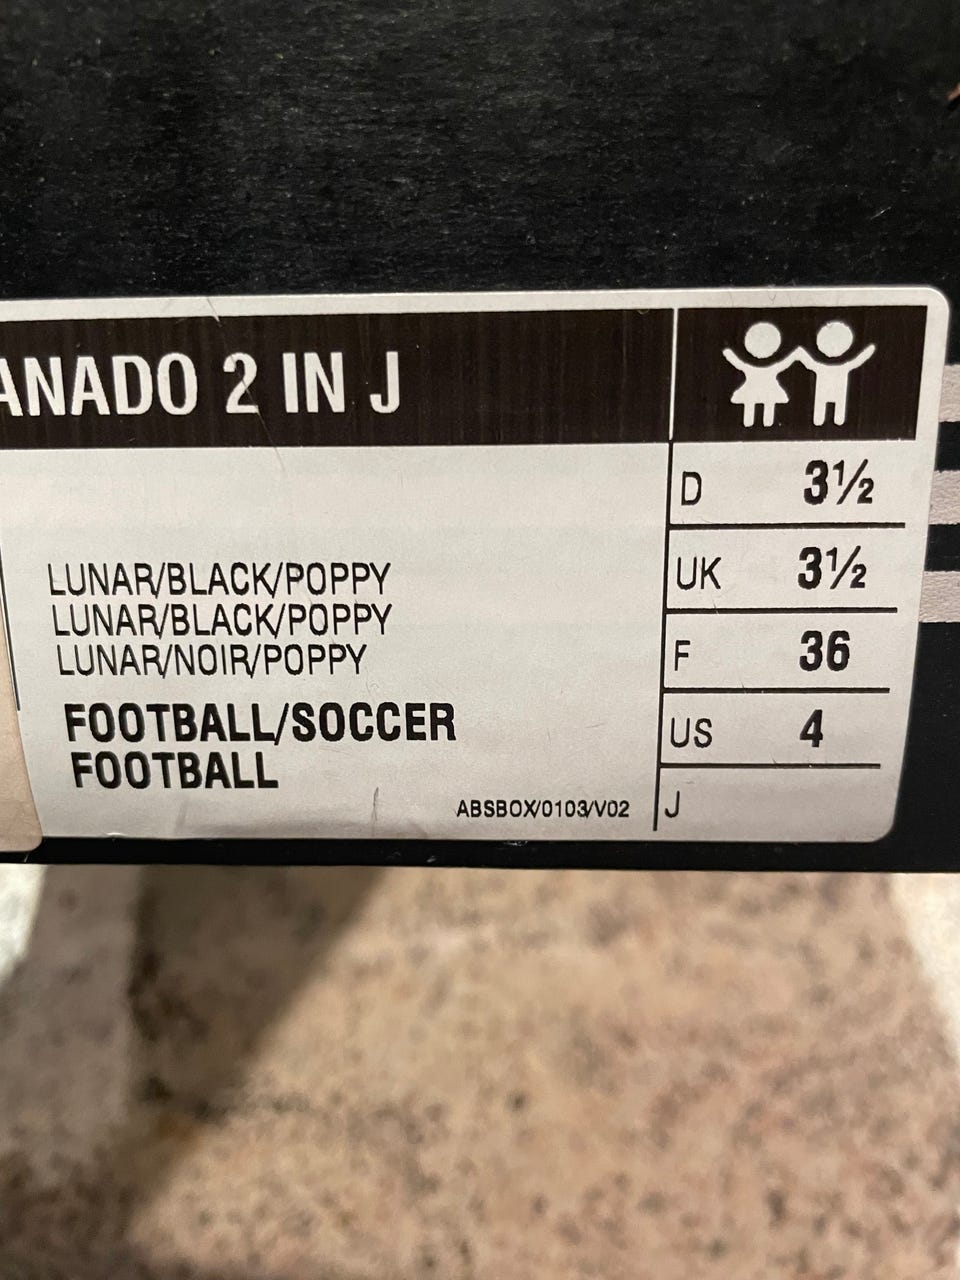 ANADO 2 IN J
LUNAR/BLACK/POPPY
LUNAR/BLACK/POPPY
LUNAR/NOIR/POPPY
FOOTBALL/SOCCER
FOOTBALL
ABSBOX/0103/V02
D 3½
UK 3½
F 36
US 4
J